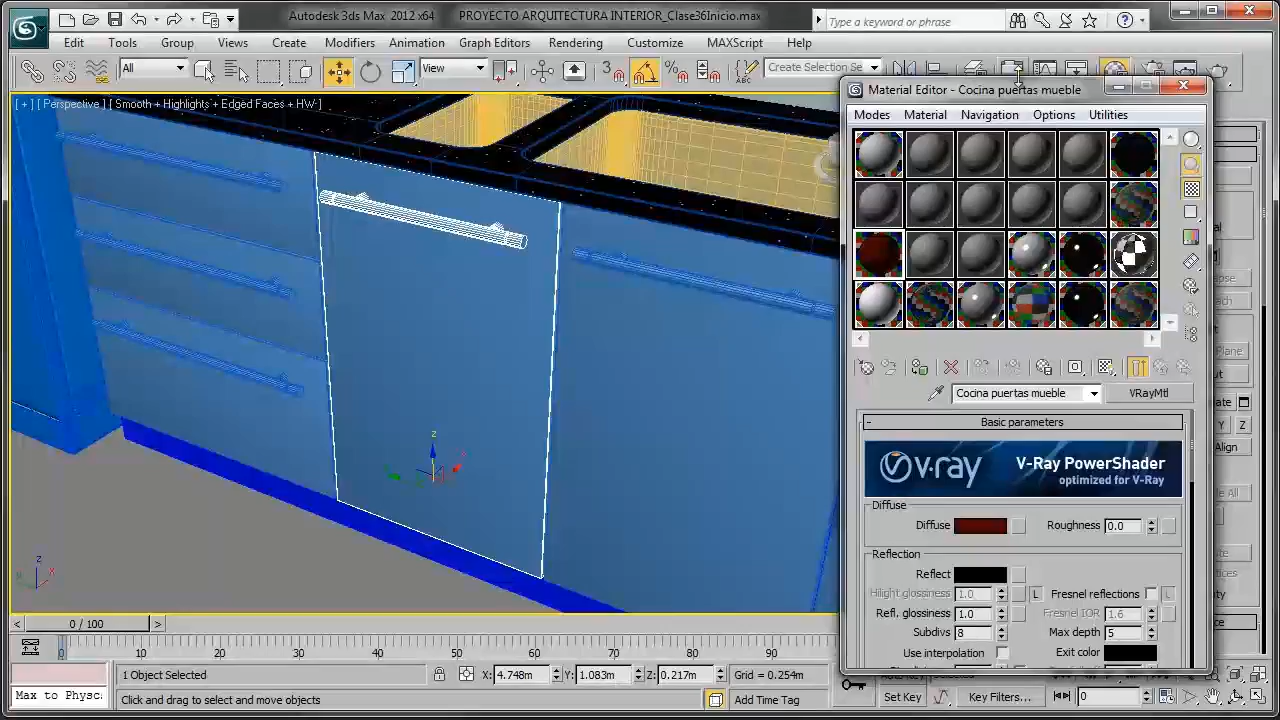 Autodesk 3ds Max 2012 x64 PROYECTO ARQUITECTURA INTERIOR_Clase36Inicio.max
Type a keyword or phrase
Edit Tools Group Views Create Modifiers Animation Graph Editors Rendering Customize MAXScript Help
All View 3 Create Selection Se
[ + ] [ Perspective ] [ Smooth + Highlights + Edged Faces + HW ]
Material Editor - Cocina puertas mueble
Modes Material Navigation Options Utilities
Cocina puertas mueble VRayMtl
- Basic parameters
v·ray V-Ray PowerShader
optimized for V-Ray
Diffuse
Diffuse Roughness 0.0
Reflection
Reflect
Hilight glossiness 1.0 L Fresnel reflections L
Refl. glossiness 1.0 Fresnel IOR 1.6
Subdivs 8 Max depth 5
Use interpolation Exit color
z
z
x
Plane
Y Z
Align
< 0 / 100 >
0 10 20 30 40 50 60 70 80 90
1 Object Selected X: 4.748m Y: 1.083m Z: 0.217m Grid = 0.254m
Max to Physc: Click and drag to select and move objects Add Time Tag Set Key Key Filters... 0